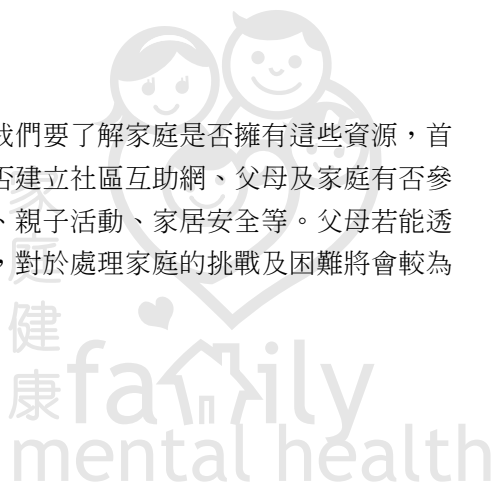 我們要了解家庭是否擁有這些資源，首
否建立社區互助網、父母及家庭有否參
、親子活動、家居安全等。父母若能透
，對於處理家庭的挑戰及困難將會較為
家庭健康
family
mental health